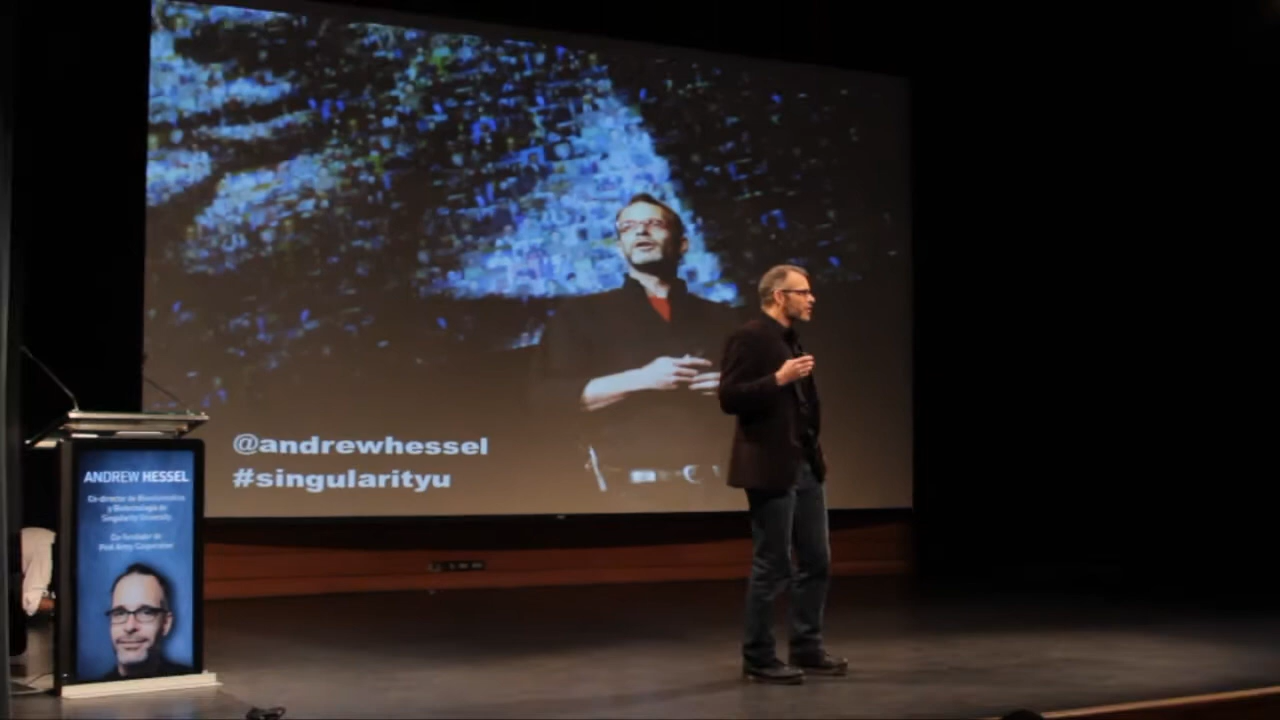 @andrewhessel
#singularityu
ANDREW HESSEL
Co-director de Bioinformática
y Biotecnología de
Singularity University.
Co-fundador de
Pink Army Cooperative